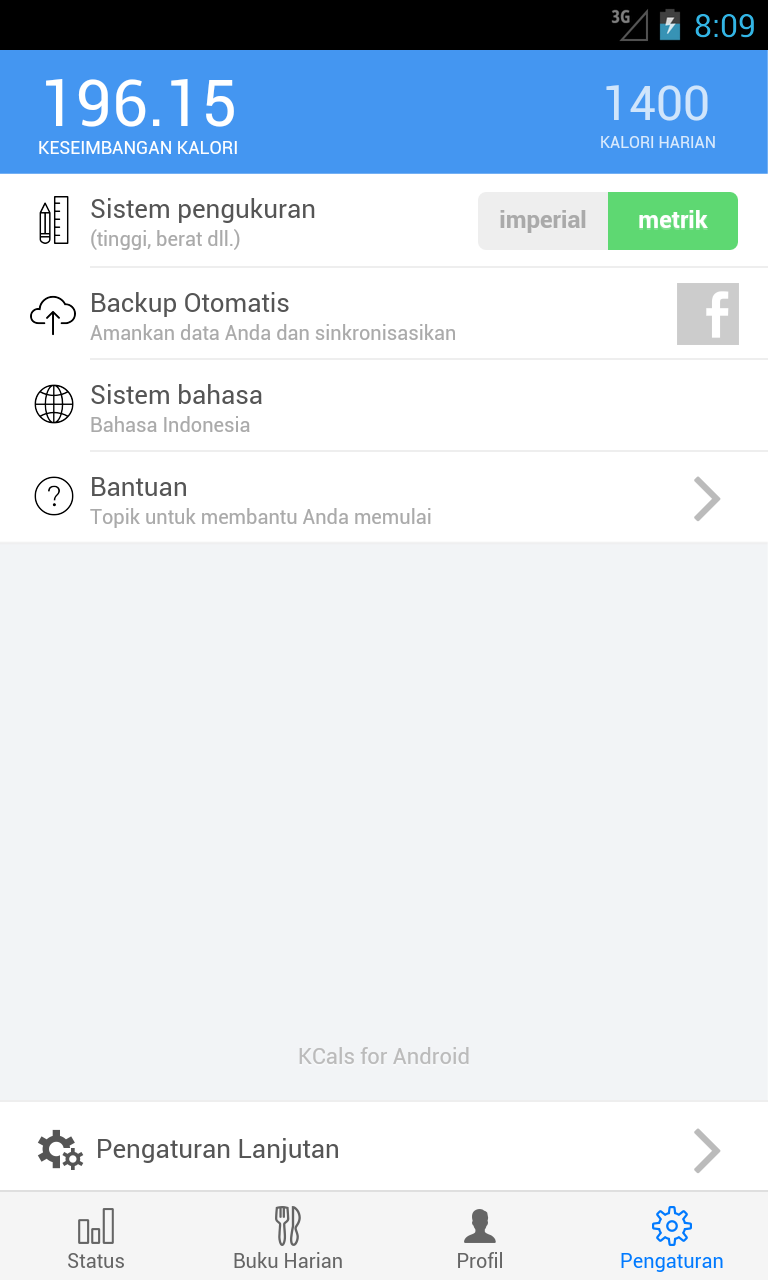 3G 8:09
196.15
KESEIMBANGAN KALORI
1400
KALORI HARIAN
Sistem pengukuran
(tinggi, berat dll.)
imperial metrik
Backup Otomatis
Amankan data Anda dan sinkronisasikan
f
Sistem bahasa
Bahasa Indonesia
?
Bantuan
Topik untuk membantu Anda memulai
KCals for Android
Pengaturan Lanjutan
Status Buku Harian Profil Pengaturan